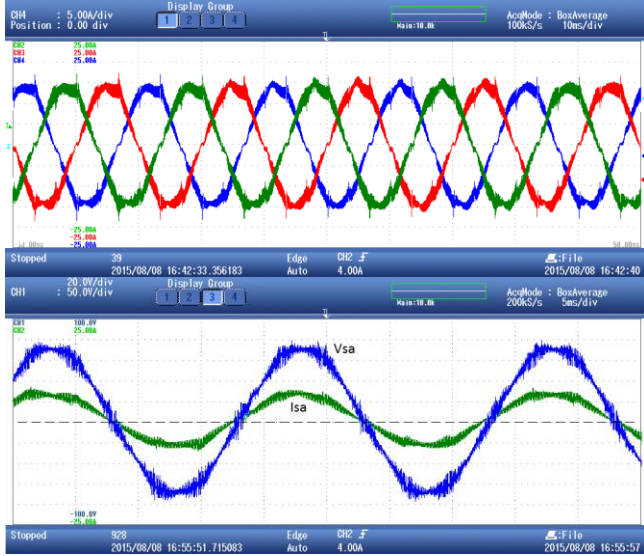 CH4 : 5.00A/div Display Group AcqMode : BoxAverage
Position : 0.00 div 1 2 3 4 Main:10.0k 100kS/s 10ms/div
CH2 25.00A
CH3 25.00A
CH4 25.00A
-25.00A
-25.00A
-25.00A
50.00ms
Stopped 39 Edge CH2 File
2015/08/08 16:42:33.356183 Auto 4.00A 2015/08/08 16:42:40
20.0V/div Display Group AcqMode : BoxAverage
CH1 : 50.0V/div 1 2 3 4 Main:10.0k 200kS/s 5ms/div
CH1 100.0V
CH2 25.00A
Vsa
Isa
-100.0V
-25.00A
Stopped 928 Edge CH2 :File
2015/08/08 16:55:51.715083 Auto 4.00A 2015/08/08 16:55:57